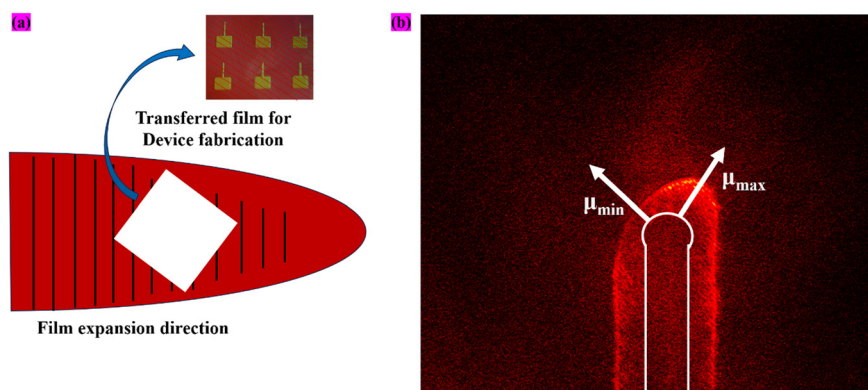 (a)
Transferred film for
Device fabrication
Film expansion direction
(b)
μmin
μmax